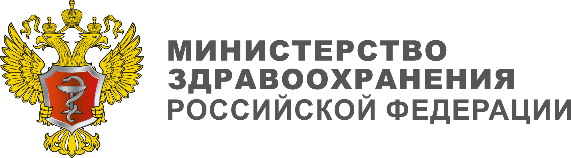 МИНИСТЕРСТВО
ЗДРАВООХРАНЕНИЯ
РОССИЙСКОЙ ФЕДЕРАЦИИ